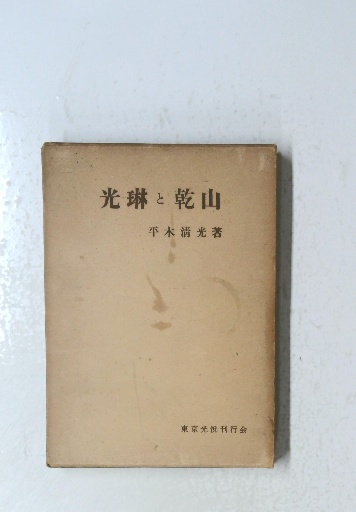 光琳と乾山
平木清光著
東京光悦刊行会